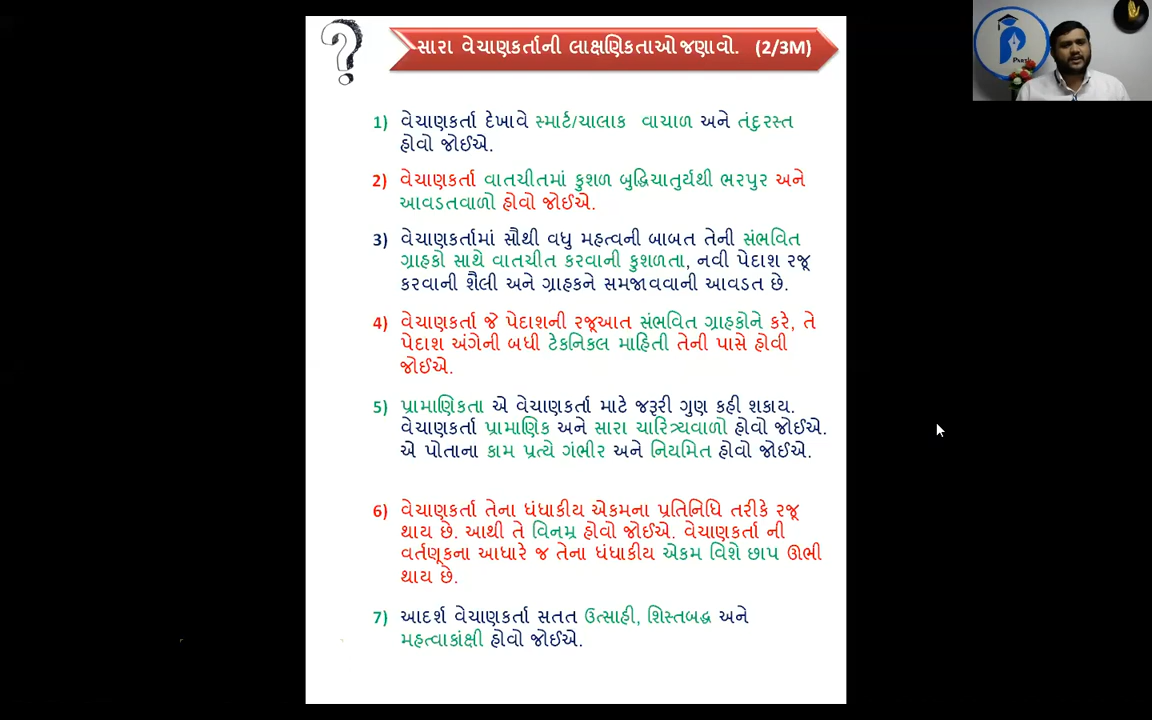 સારા વેચાણકર્તાની લાક્ષણિકતાઓ જણાવો. (2/3M)
1) વેચાણકર્તા દેખાવે સ્માર્ટ/ચાલાક વાચાળ અને તંદુરસ્ત
હોવો જોઈએ.
2) વેચાણકર્તા વાતચીતમાં કુશળ બુદ્ધિચાતુર્યથી ભરપુર અને
આવડતવાળો હોવો જોઈએ.
3) વેચાણકર્તામાં સૌથી વધુ મહત્વની બાબત તેની સંભવિત
ગ્રાહકો સાથે વાતચીત કરવાની કુશળતા, નવી પેદાશ રજૂ
કરવાની શૈલી અને ગ્રાહકને સમજાવવાની આવડત છે.
4) વેચાણકર્તા જે પેદાશની રજૂઆત સંભવિત ગ્રાહકોને કરે, તે
પેદાશ અંગેની બધી ટેકનિકલ માહિતી તેની પાસે હોવી
જોઈએ.
5) પ્રામાણિકતા એ વેચાણકર્તા માટે જરૂરી ગુણ કહી શકાય.
વેચાણકર્તા પ્રામાણિક અને સારા ચારિત્ર્યવાળો હોવો જોઈએ.
એ પોતાના કામ પ્રત્યે ગંભીર અને નિયમિત હોવો જોઈએ.
6) વેચાણકર્તા તેના ધંધાકીય એકમના પ્રતિનિધિ તરીકે રજૂ
થાય છે. આથી તે વિનમ્ર હોવો જોઈએ. વેચાણકર્તા ની
વર્તણૂકના આધારે જ તેના ધંધાકીય એકમ વિશે છાપ ઊભી
થાય છે.
7) આદર્શ વેચાણકર્તા સતત ઉત્સાહી, શિસ્તબદ્ધ અને
મહત્વાકાંક્ષી હોવો જોઈએ.